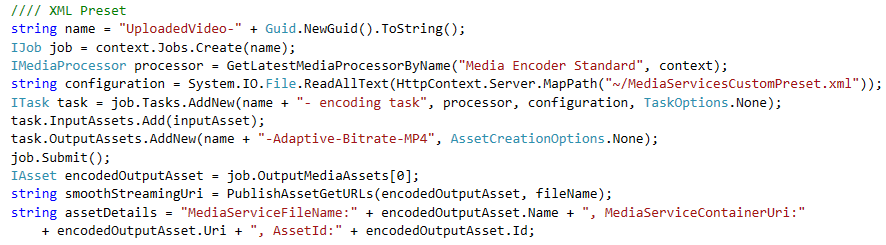 //// XML Preset
string name = "UploadedVideo-" + Guid.NewGuid().ToString();
IJob job = context.Jobs.Create(name);
IMediaProcessor processor = GetLatestMediaProcessorByName("Media Encoder Standard", context);
string configuration = System.IO.File.ReadAllText(HttpContext.Server.MapPath("~/MediaServicesCustomPreset.xml"));
ITask task = job.Tasks.AddNew(name + "- encoding task", processor, configuration, TaskOptions.None);
task.InputAssets.Add(inputAsset);
task.OutputAssets.AddNew(name + "-Adaptive-Bitrate-MP4", AssetCreationOptions.None);
job.Submit();
IAsset encodedOutputAsset = job.OutputMediaAssets[0];
string smoothStreamingUri = PublishAssetGetURLs(encodedOutputAsset, fileName);
string assetDetails = "MediaServiceFileName:" + encodedOutputAsset.Name + ", MediaServiceContainerUri:"
    + encodedOutputAsset.Uri + ", AssetId:" + encodedOutputAsset.Id;